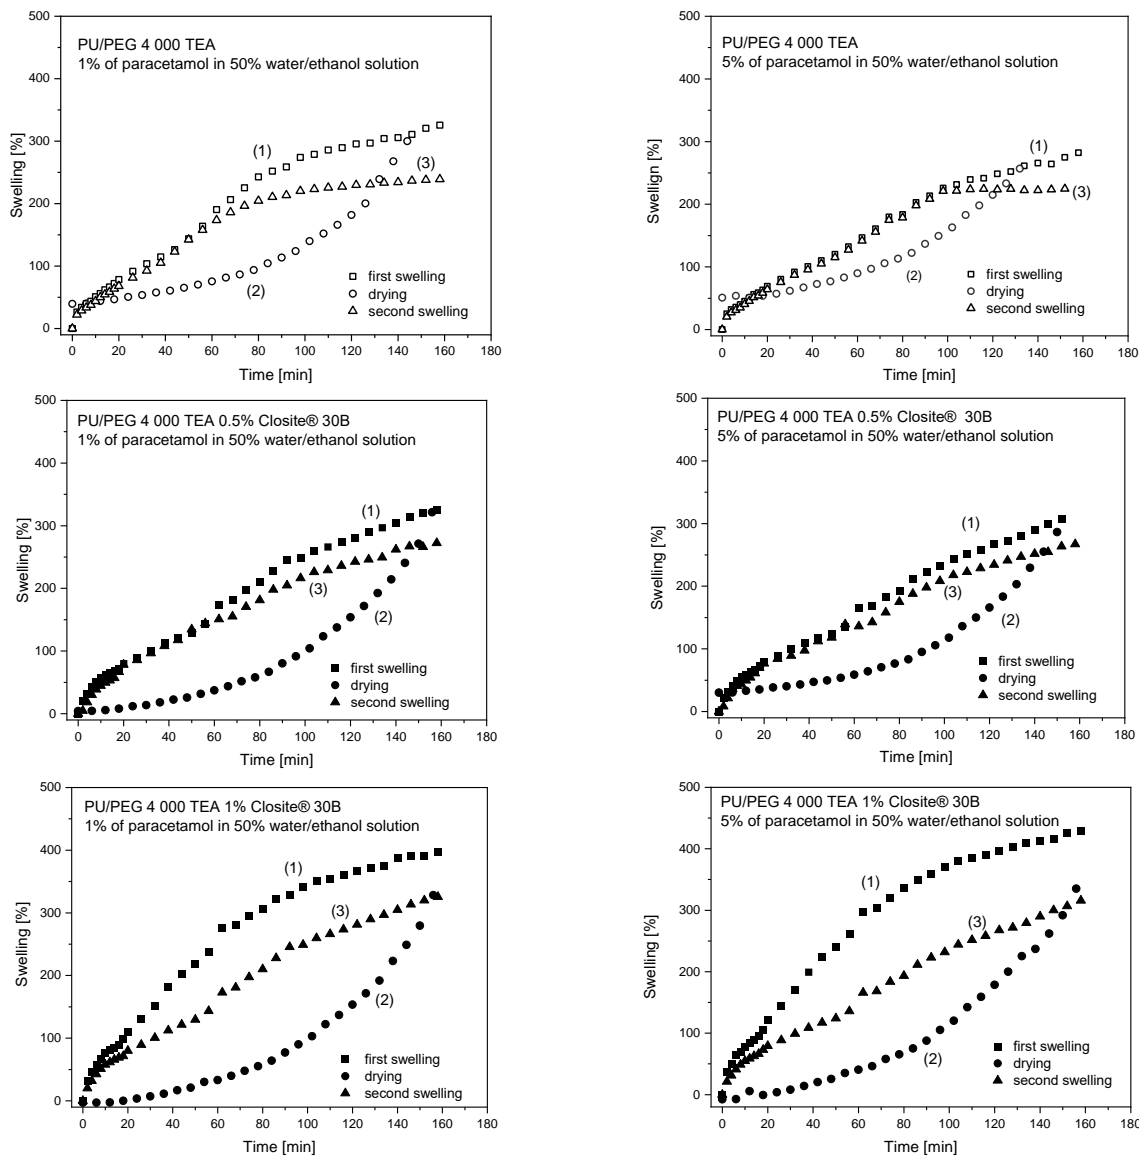 500
400
300
200
100
0
Swelling [%]
PU/PEG 4 000 TEA
1% of paracetamol in 50% water/ethanol solution
(1)
(3)
(2)
first swelling
drying
second swelling
0 20 40 60 80 100 120 140 160 180
Time [min]
500
400
300
200
100
0
Swellign [%]
PU/PEG 4 000 TEA
5% of paracetamol in 50% water/ethanol solution
(1)
(3)
(2)
first swelling
drying
second swelling
0 20 40 60 80 100 120 140 160 180
Time [min]
500
400
300
200
100
0
Swelling [%]
PU/PEG 4 000 TEA 0.5% Closite® 30B
1% of paracetamol in 50% water/ethanol solution
(1)
(3)
(2)
first swelling
drying
second swelling
0 20 40 60 80 100 120 140 160 180
Time [min]
500
400
300
200
100
0
Swelling [%]
PU/PEG 4 000 TEA 0.5% Closite® 30B
5% of paracetamol in 50% water/ethanol solution
(1)
(3)
(2)
first swelling
drying
second swelling
0 20 40 60 80 100 120 140 160 180
Time [min]
500
400
300
200
100
0
Swelling [%]
PU/PEG 4 000 TEA 1% Closite® 30B
1% of paracetamol in 50% water/ethanol solution
(1)
(3)
(2)
first swelling
drying
second swelling
0 20 40 60 80 100 120 140 160 180
Time [min]
500
400
300
200
100
0
Swelling [%]
PU/PEG 4 000 TEA 1% Closite® 30B
5% of paracetamol in 50% water/ethanol solution
(1)
(3)
(2)
first swelling
drying
second swelling
0 20 40 60 80 100 120 140 160 180
Time [min]